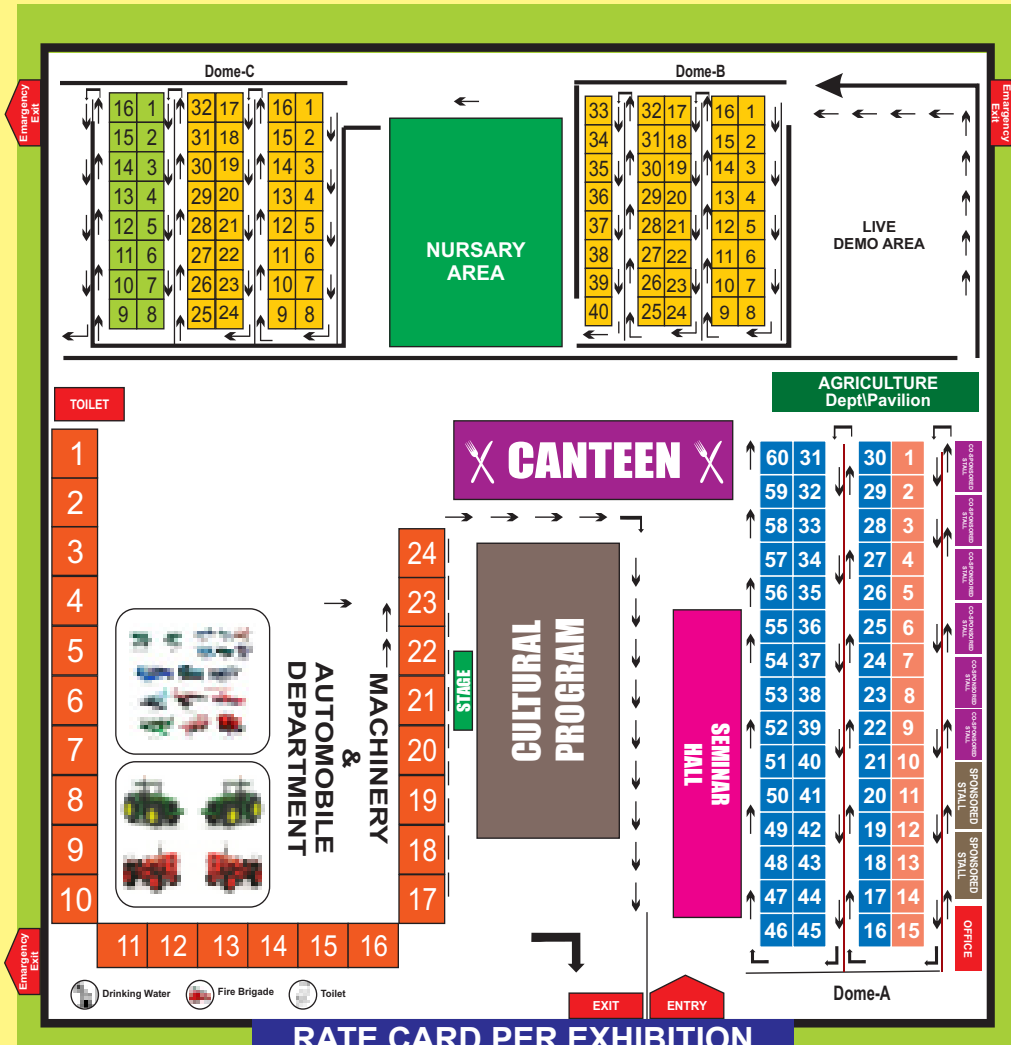 Dome-C
Dome-B
Emargency
Exit
Emargency
Exit
16 1 32 17 16 1
15 2 31 18 15 2
14 3 30 19 14 3
13 4 29 20 13 4
12 5 28 21 12 5
11 6 27 22 11 6
10 7 26 23 10 7
9 8 25 24 9 8
NURSARY
AREA
33 32 17 16 1
34 31 18 15 2
35 30 19 14 3
36 29 20 13 4
37 28 21 12 5
38 27 22 11 6
39 26 23 10 7
40 25 24 9 8
LIVE
DEMO AREA
TOILET
AGRICULTURE
Dept\Pavilion
CANTEEN
1
2
3
4
5
6
7
8
9
10
11 12 13 14 15 16
24
23
22
21
20
19
18
17
AUTOMOBILE
&
MACHINERY
DEPARTMENT
STAGE
CULTURAL
PROGRAM
SEMINAR
HALL
60 31 30 1
59 32 29 2
58 33 28 3
57 34 27 4
56 35 26 5
55 36 25 6
54 37 24 7
53 38 23 8
52 39 22 9
51 40 21 10
50 41 20 11
49 42 19 12
48 43 18 13
47 44 17 14
46 45 16 15
CO-SPONSORED
STALL
CO-SPONSORED
STALL
CO-SPONSORED
STALL
CO-SPONSORED
STALL
CO-SPONSORED
STALL
CO-SPONSORED
STALL
SPONSORED
STALL
SPONSORED
STALL
OFFICE
Dome-A
Emargency
Exit
Drinking Water
Fire Brigade
Toilet
EXIT
ENTRY
RATE CARD PER EXHIBITION